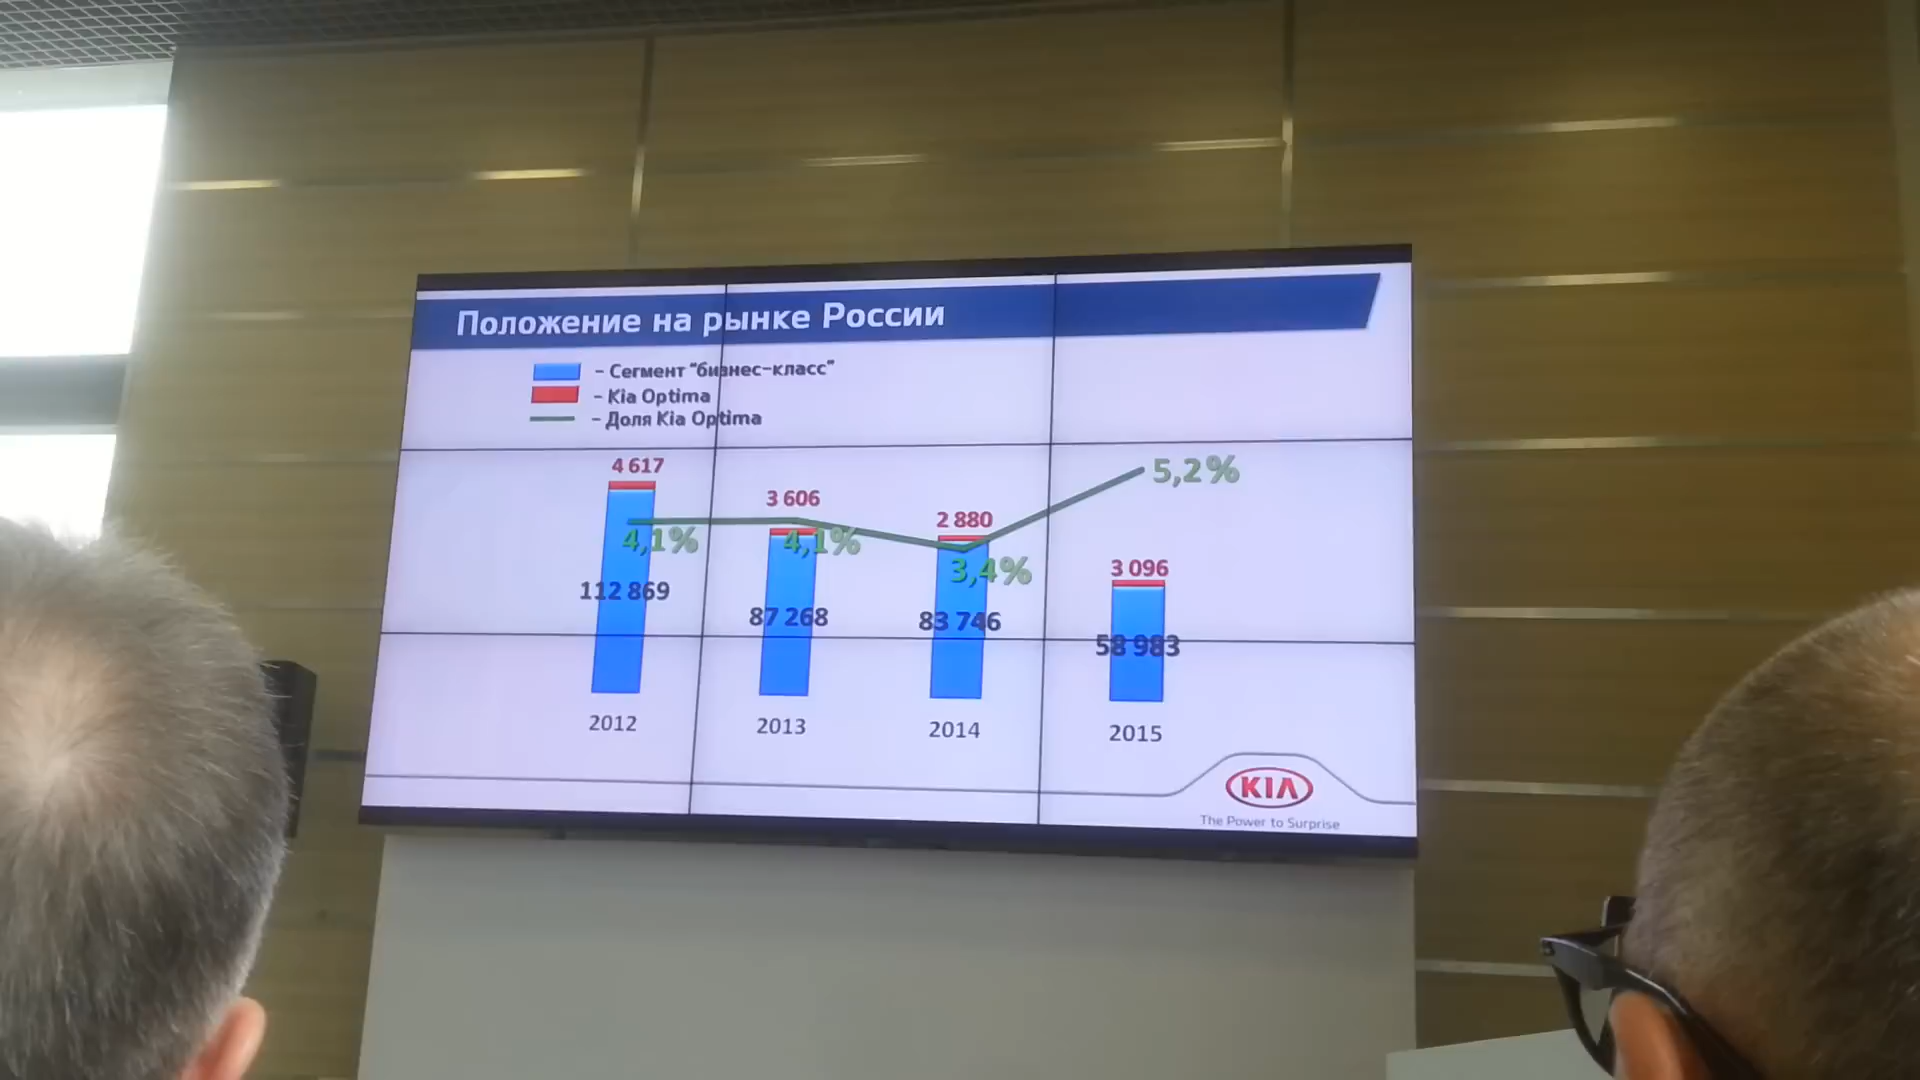 Положение на рынке России
– Сегмент "бизнес-класс"
– Kia Optima
– Доля Kia Optima
4 617
3 606
2 880
3 096
4,1%
4,1%
3,4%
5,2%
112 869
87 268
83 746
58 983
2012
2013
2014
2015
KIA
The Power to Surprise